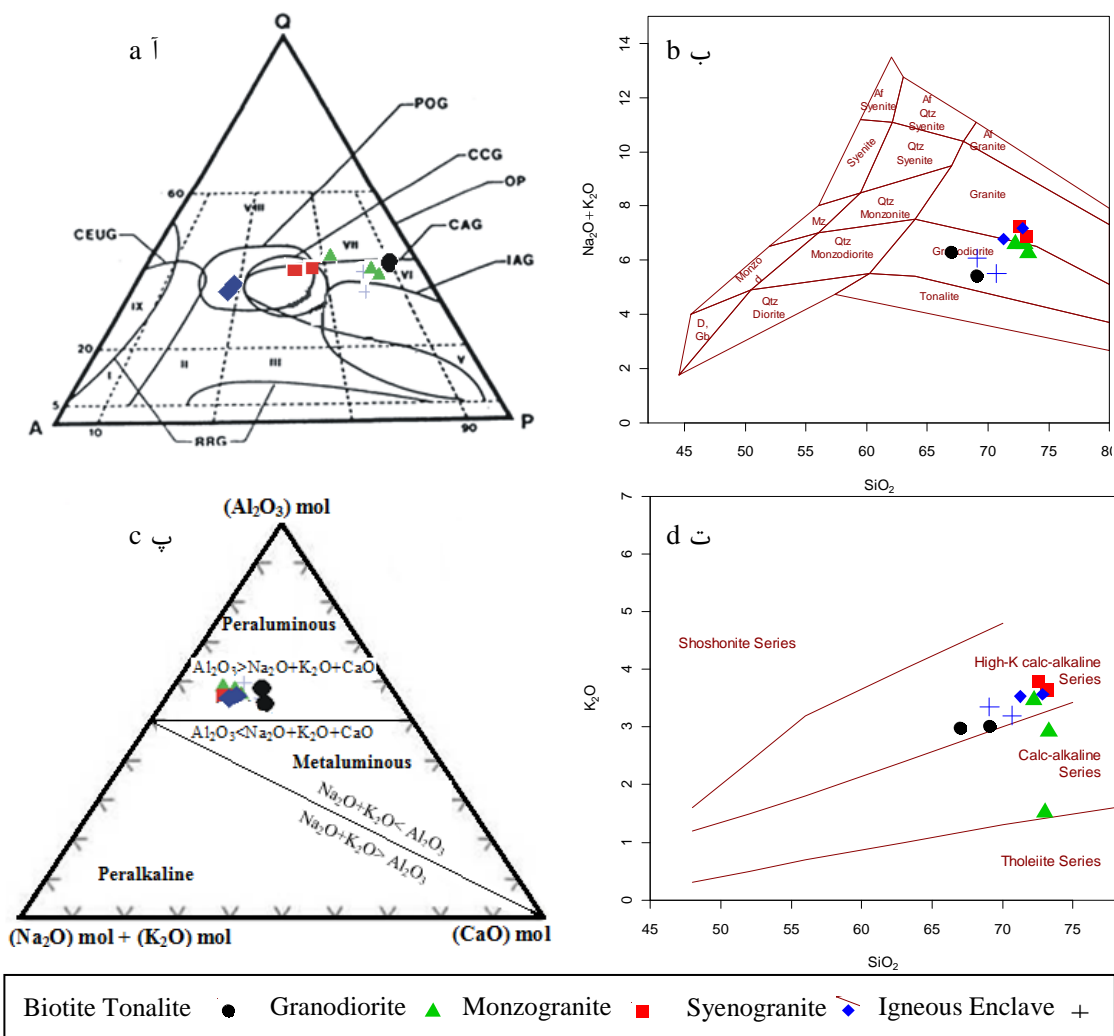 a آ
Q
POG
CCG
OP
60
VIII
CEUG
VII
CAG
VI
IAG
IX
20
I
II
III
V
5
A
10
RRG
90
P
b ب
14
12
10
8
6
4
2
0
Na₂O+K₂O
Af
Syenite
Af
Qtz
Syenite
Af
Granite
Syenite
Qtz
Syenite
Granite
Mz
Qtz
Monzonite
Monzo
d
Qtz
Monzodiorite
Granodiorite
Tonalite
D,
Gb
Qtz
Diorite
45 50 55 60 65 70 75 80
SiO₂
c پ
(Al₂O₃) mol
Peraluminous
Al₂O₃>Na₂O+K₂O+CaO
Al₂O₃<Na₂O+K₂O+CaO
Metaluminous
Na₂O+K₂O< Al₂O₃
Na₂O+K₂O> Al₂O₃
Peralkaline
(Na₂O) mol + (K₂O) mol
(CaO) mol
d ت
7
6
5
4
3
2
1
0
K₂O
Shoshonite Series
High-K calc-alkaline
Series
Calc-alkaline
Series
Tholeiite Series
45 50 55 60 65 70 75
SiO₂
Biotite Tonalite Granodiorite Monzogranite Syenogranite Igneous Enclave